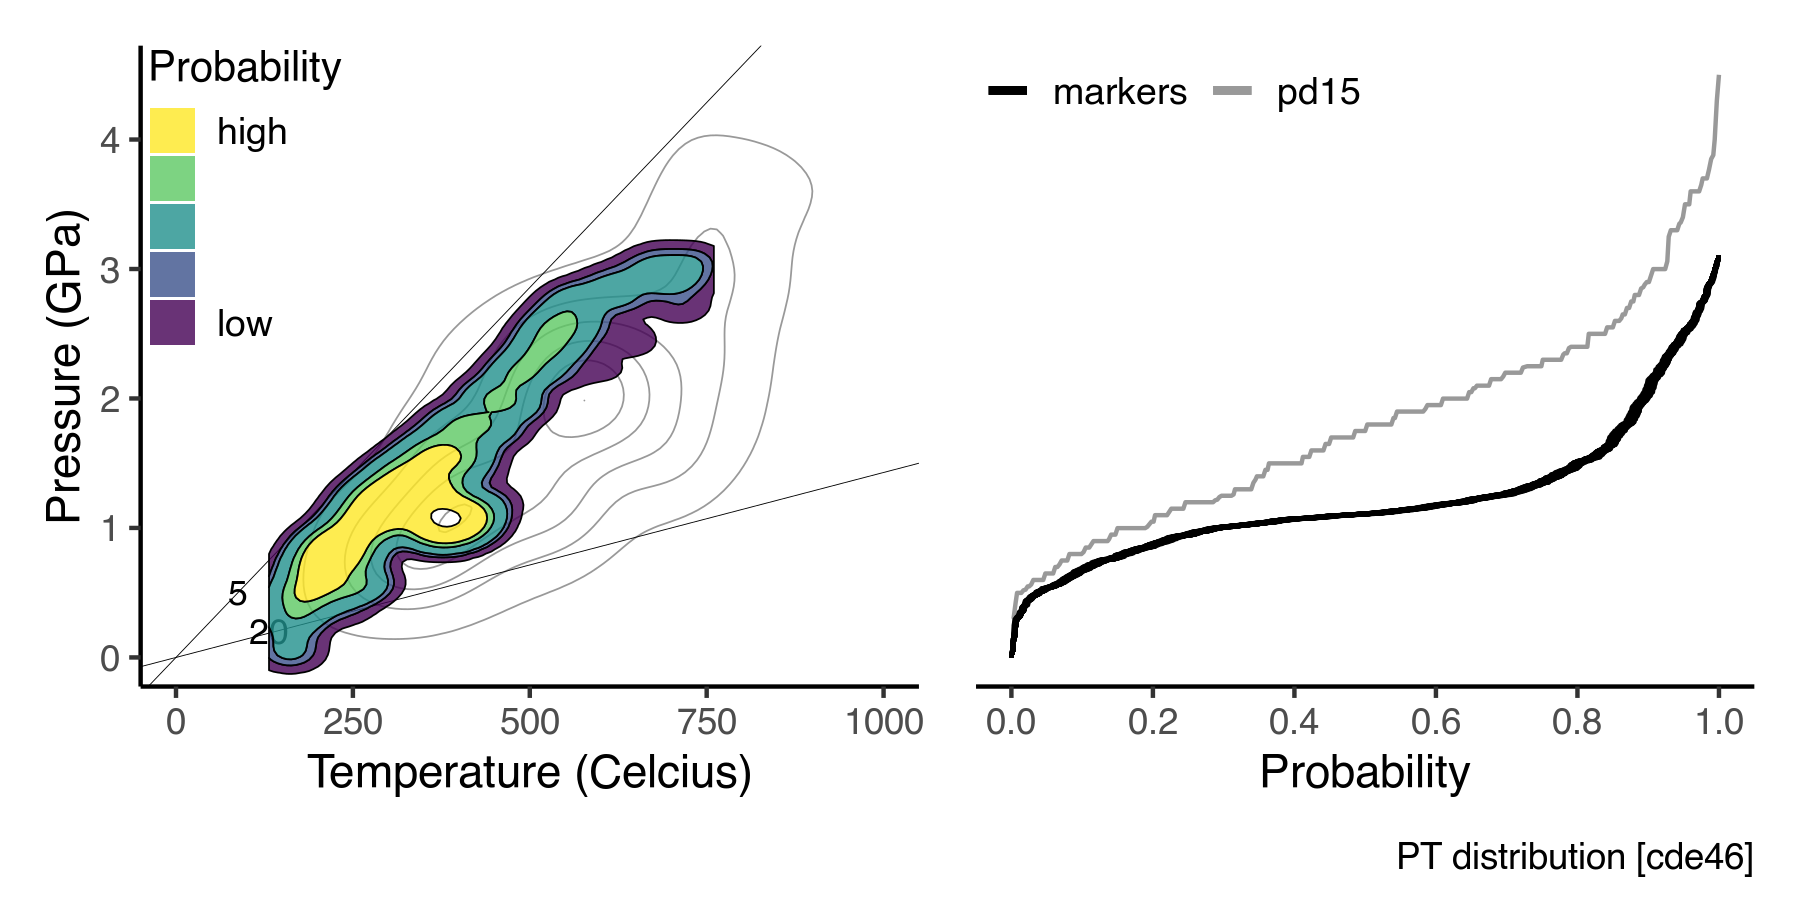 Probability
high
low
4
3
2
1
0
Pressure (GPa)
5
20
0
250
500
750
1000
Temperature (Celcius)
markers
pd15
0.0
0.2
0.4
0.6
0.8
1.0
Probability
PT distribution [cde46]